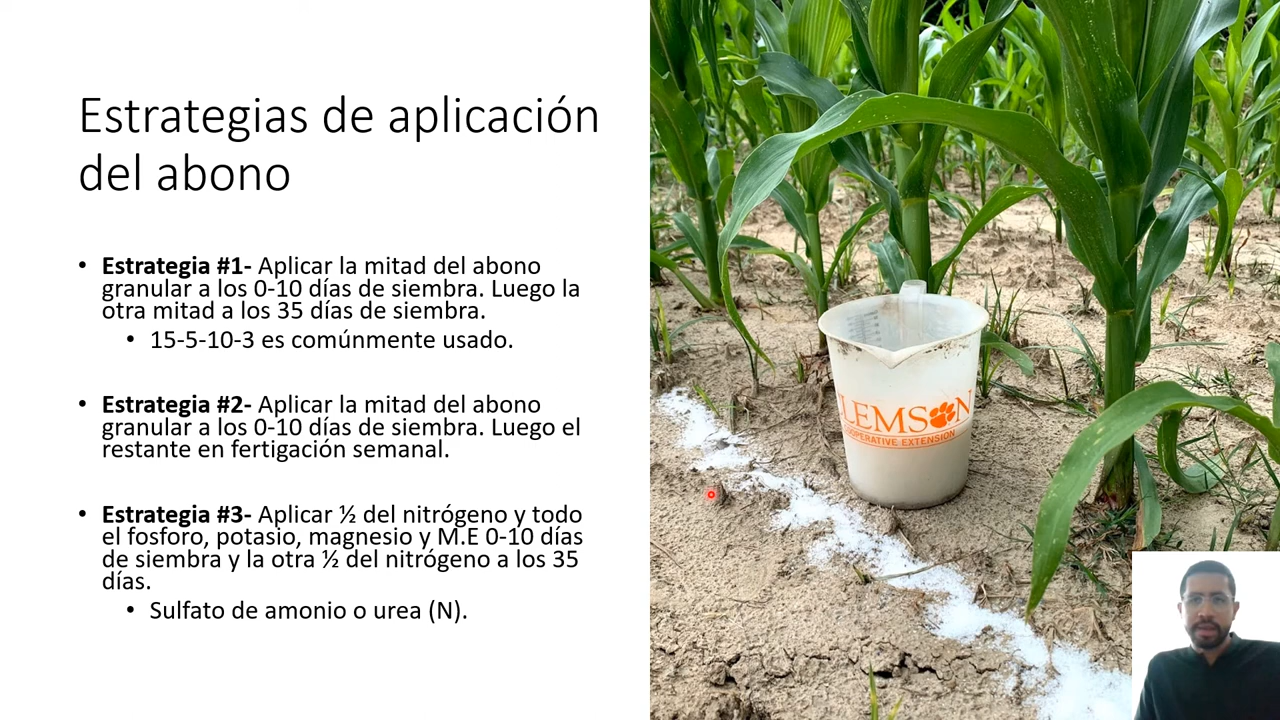 Estrategias de aplicación
del abono
• Estrategia #1- Aplicar la mitad del abono
granular a los 0-10 días de siembra. Luego la
otra mitad a los 35 días de siembra.
• 15-5-10-3 es comúnmente usado.
• Estrategia #2- Aplicar la mitad del abono
granular a los 0-10 días de siembra. Luego el
restante en fertigación semanal.
• Estrategia #3- Aplicar ½ del nitrógeno y todo
el fosforo, potasio, magnesio y M.E 0-10 días
de siembra y la otra ½ del nitrógeno a los 35
días.
• Sulfato de amonio o urea (N).
LEMSON
COOPERATIVE EXTENSION